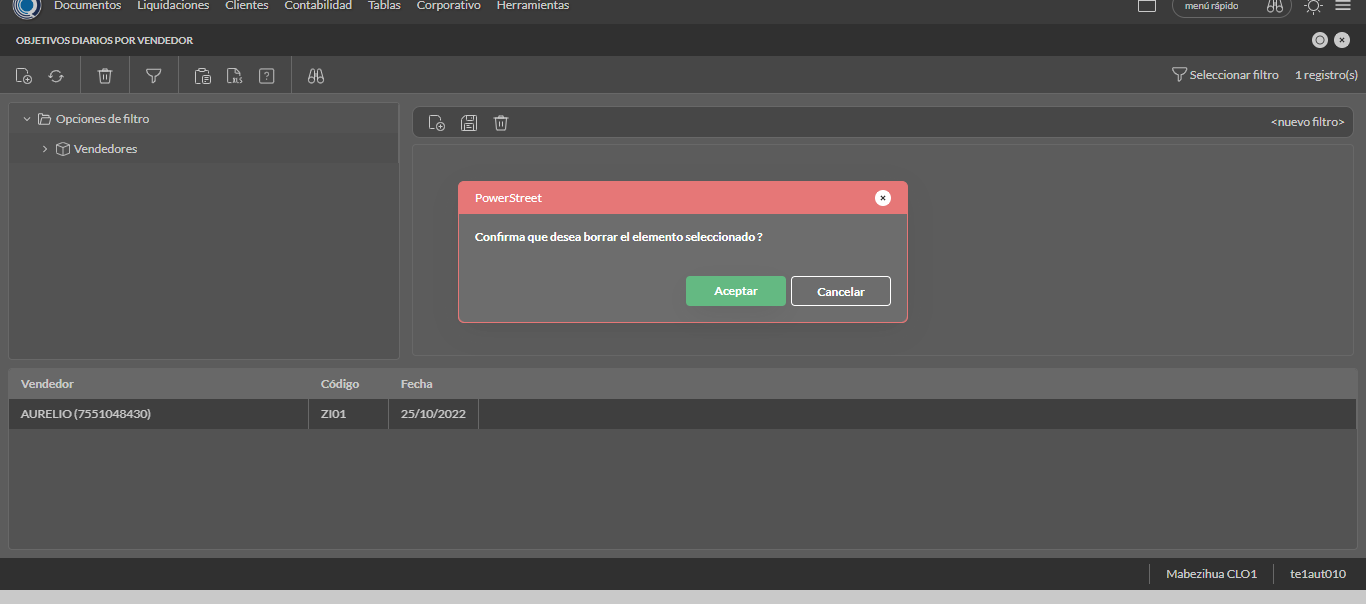 Documentos Liquidaciones Clientes Contabilidad Tablas Corporativo Herramientas menú rápido
OBJETIVOS DIARIOS POR VENDEDOR
XLS ? Seleccionar filtro 1 registro(s)
Opciones de filtro
<nuevo filtro>
Vendedores
PowerStreet
Confirma que desea borrar el elemento seleccionado ?
Aceptar Cancelar
Vendedor Código Fecha
AURELIO (7551048430) ZI01 25/10/2022
Mabezihua CLO1 te1aut010